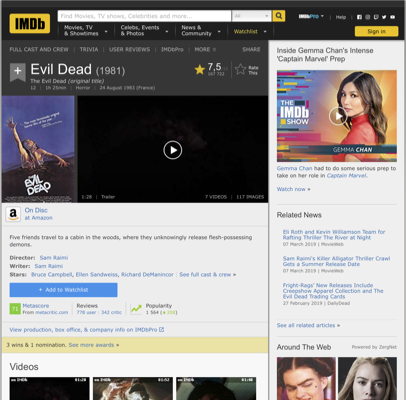 IMDb
Find Movies, TV shows, Celebrities and more...
All
IMDbPro
Help
Movies, TV & Showtimes
Celebs, Events & Photos
News & Community
Watchlist
Sign in
FULL CAST AND CREW | TRIVIA | USER REVIEWS | IMDbPro | MORE
SHARE
Evil Dead (1981)
The Evil Dead (original title)
12 | 1h 25min | Horror | 24 August 1983 (France)
7,5
Rate This
THE EVIL DEAD
1:28 | Trailer
7 VIDEOS | 117 IMAGES
On Disc
at Amazon
Five friends travel to a cabin in the woods, where they unknowingly release flesh-possessing
demons.
Director: Sam Raimi
Writer: Sam Raimi
Stars: Bruce Campbell, Ellen Sandweiss, Richard DeManincor | See full cast & crew »
+ Add to Watchlist
Metascore
From metacritic.com
Reviews
778 user | 342 critic
Popularity
View production, box office, & company info on IMDbPro
3 wins & 1 nomination. See more awards »
Videos
Inside Gemma Chan's Intense
'Captain Marvel' Prep
THE IMDb SHOW
GEMMA CHAN
Gemma Chan had to do some serious prep to
take on her role in Captain Marvel.
Watch now »
Related News
Eli Roth and Kevin Williamson Team for
Rafting Thriller The River at Night
07 March 2019 | MovieWeb
Sam Raimi's Killer Alligator Thriller Crawl
Gets a Summer Release Date
07 March 2019 | MovieWeb
Fright-Rags' New Releases Include
Creepshow Apparel Collection and The
Evil Dead Trading Cards
27 February 2019 | DailyDead
See all related articles »
Around The Web
Powered by ZergNet